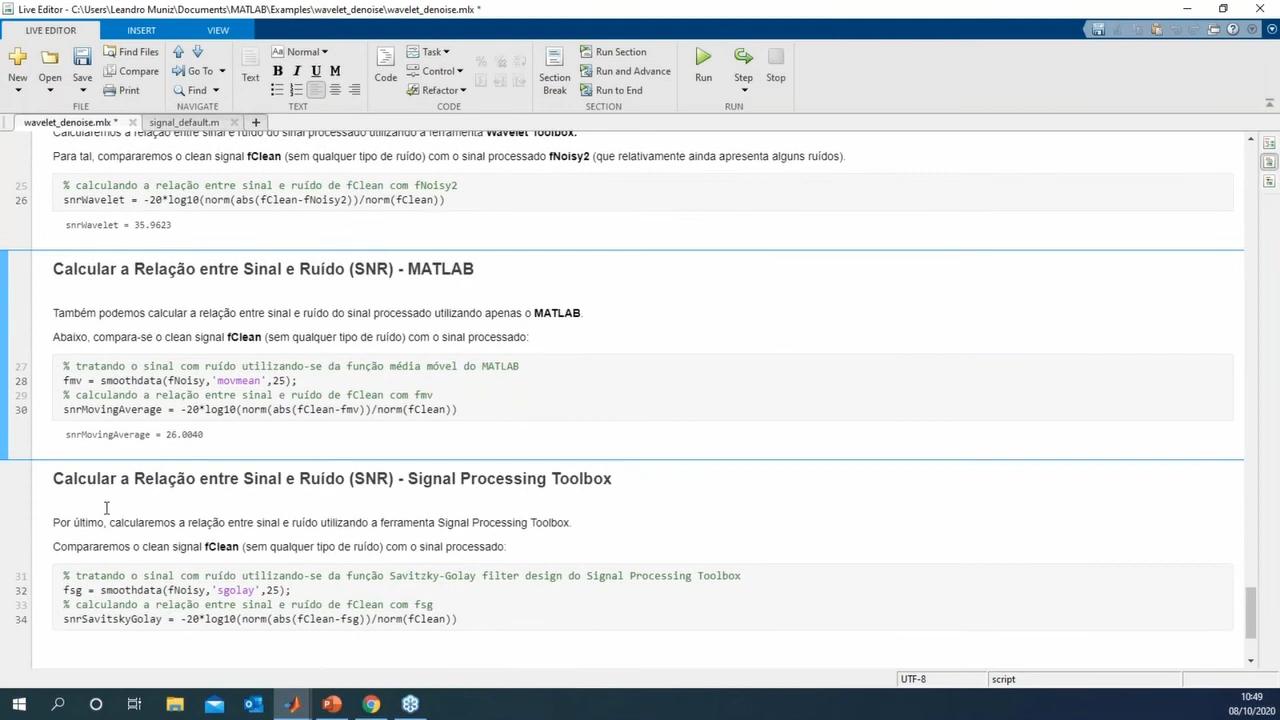 Live Editor - C:\Users\Leandro Muniz\Documents\MATLAB\Examples\wavelet_denoise\wavelet_denoise.mlx *
LIVE EDITOR INSERT VIEW
New Open Save Find Files Compare Print
FILE
Go To Find
NAVIGATE
Text Aa Normal B I U M
TEXT
Code Task Control Refactor
CODE
Section Break Run Section Run and Advance Run to End
SECTION
Run Step Stop
RUN
wavelet_denoise.mlx * signal_default.m
Calcularemos a relação entre sinal e ruído do sinal processado utilizando a ferramenta Wavelet Toolbox.
Para tal, compararemos o clean signal fClean (sem qualquer tipo de ruído) com o sinal processado fNoisy2 (que relativamente ainda apresenta alguns ruídos).
25 % calculando a relação entre sinal e ruído de fClean com fNoisy2
26 snrWavelet = -20*log10(norm(abs(fClean-fNoisy2))/norm(fClean))
snrWavelet = 35.9623
Calcular a Relação entre Sinal e Ruído (SNR) - MATLAB
Também podemos calcular a relação entre sinal e ruído do sinal processado utilizando apenas o MATLAB.
Abaixo, compara-se o clean signal fClean (sem qualquer tipo de ruído) com o sinal processado:
27 % tratando o sinal com ruído utilizando-se da função média móvel do MATLAB
28 fmv = smoothdata(fNoisy,'movmean',25);
29 % calculando a relação entre sinal e ruído de fClean com fmv
30 snrMovingAverage = -20*log10(norm(abs(fClean-fmv))/norm(fClean))
snrMovingAverage = 26.0040
Calcular a Relação entre Sinal e Ruído (SNR) - Signal Processing Toolbox
Por último, calcularemos a relação entre sinal e ruído utilizando a ferramenta Signal Processing Toolbox.
Compararemos o clean signal fClean (sem qualquer tipo de ruído) com o sinal processado:
31 % tratando o sinal com ruído utilizando-se da função Savitzky-Golay filter design do Signal Processing Toolbox
32 fsg = smoothdata(fNoisy,'sgolay',25);
33 % calculando a relação entre sinal e ruído de fClean com fsg
34 snrSavitskyGolay = -20*log10(norm(abs(fClean-fsg))/norm(fClean))
UTF-8 script
10:49
08/10/2020